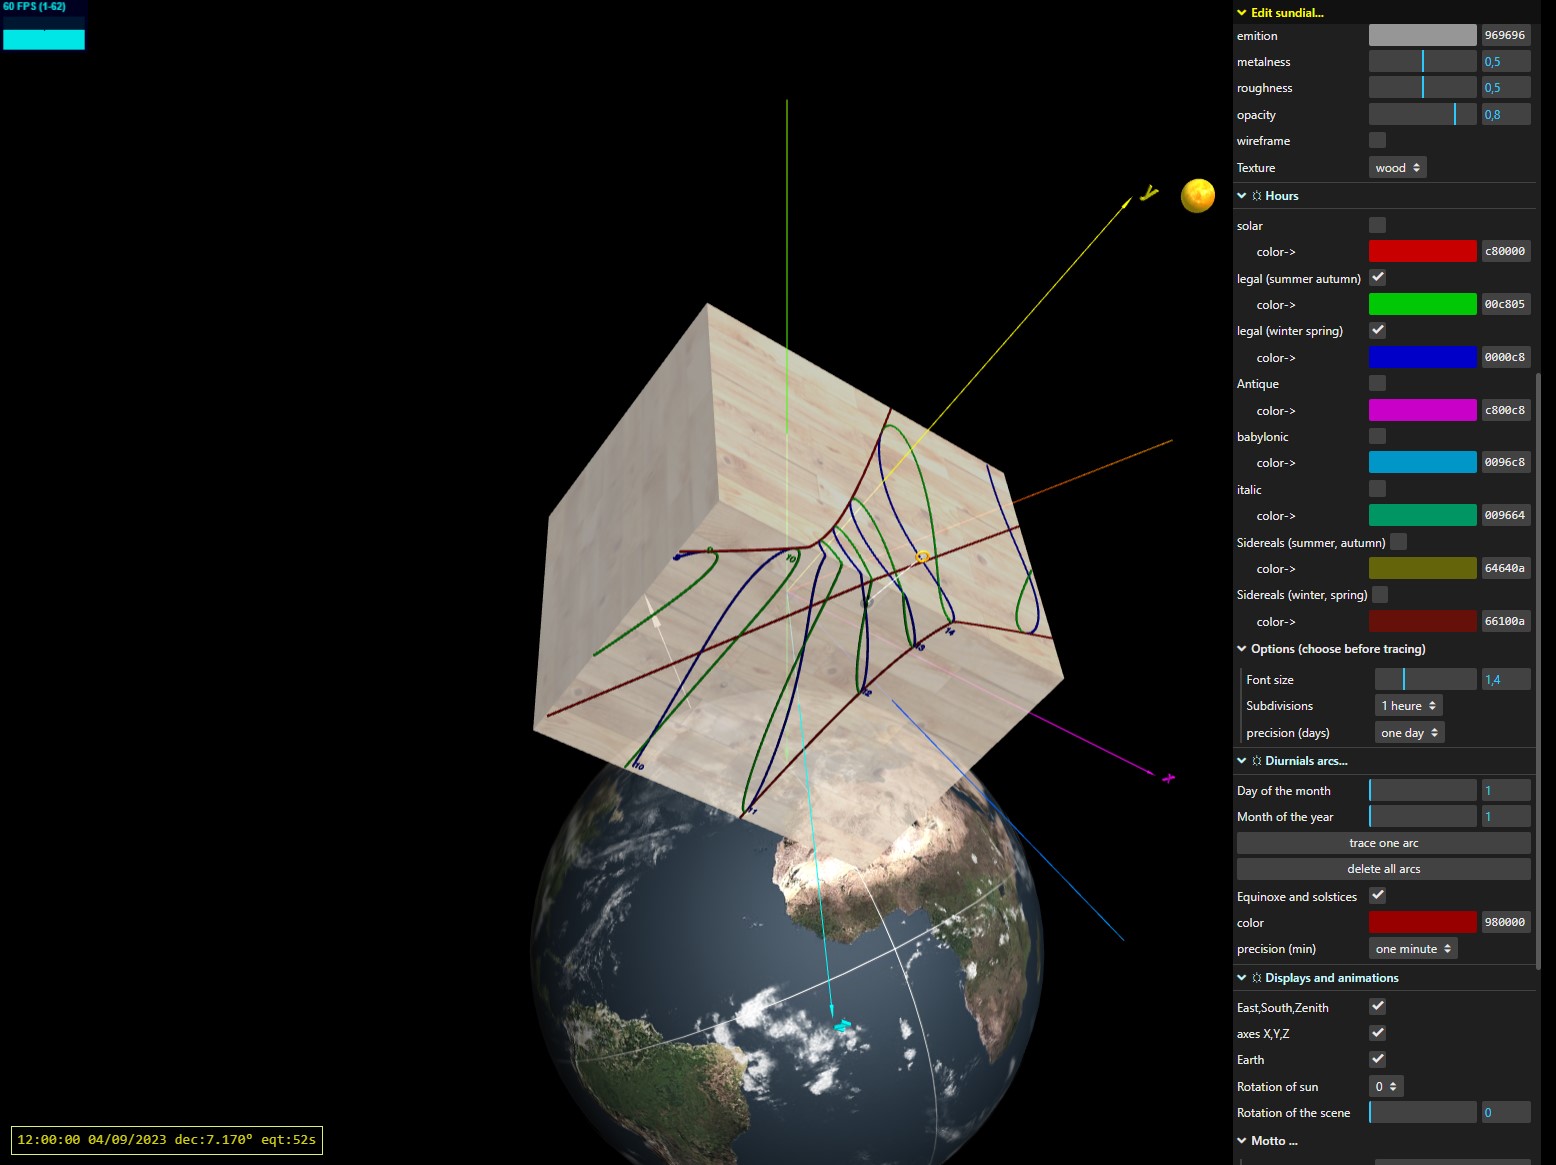 60 FPS (1-62)
Edit sundial...
emition 969696
metalness 0,5
roughness 0,5
opacity 0,8
wireframe
Texture wood
Hours
solar
color-> c80000
legal (summer autumn)
color-> 00c805
legal (winter spring)
color-> 0000c8
Antique
color-> c800c8
babylonic
color-> 0096c8
italic
color-> 009664
Sidereals (summer, autumn)
color-> 64640a
Sidereals (winter, spring)
color-> 66100a
Options (choose before tracing)
Font size 1,4
Subdivisions 1 heure
precision (days) one day
Diurnials arcs...
Day of the month 1
Month of the year 1
trace one arc
delete all arcs
Equinoxe and solstices
color 980000
precision (min) one minute
Displays and animations
East,South,Zenith
axes X,Y,Z
Earth
Rotation of sun 0
Rotation of the scene 0
Motto ...
y
10
14
13
12
x
10
11
12:00:00 04/09/2023 dec:7.170° eqt:52s